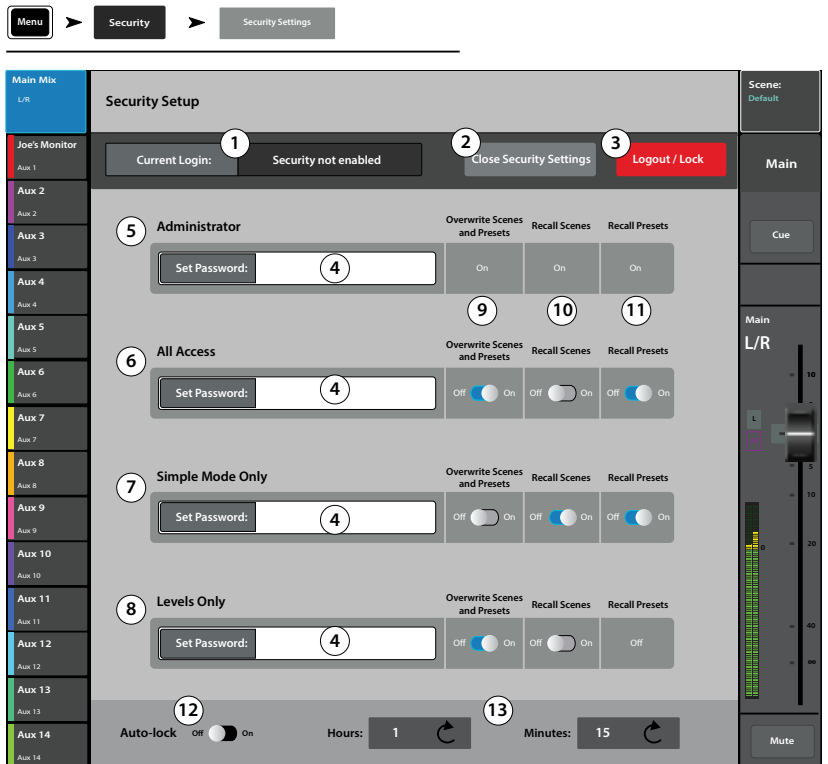 Menu
Security
Security Settings
Main Mix
L/R
Joe's Monitor
Aux 1
Aux 2
Aux 2
Aux 3
Aux 3
Aux 4
Aux 4
Aux 5
Aux 5
Aux 6
Aux 6
Aux 7
Aux 7
Aux 8
Aux 8
Aux 9
Aux 9
Aux 10
Aux 10
Aux 11
Aux 11
Aux 12
Aux 12
Aux 13
Aux 13
Aux 14
Aux 14
Security Setup
1
2
3
Current Login: Security not enabled
Close Security Settings
Logout / Lock
5 Administrator
Overwrite Scenes and Presets
Recall Scenes
Recall Presets
Set Password: 4
On On On
9 10 11
6 All Access
Overwrite Scenes and Presets
Recall Scenes
Recall Presets
Set Password: 4
Off On Off On Off On
7 Simple Mode Only
Overwrite Scenes and Presets
Recall Scenes
Recall Presets
Set Password: 4
Off On Off On Off On
8 Levels Only
Overwrite Scenes and Presets
Recall Scenes
Recall Presets
Set Password: 4
Off On Off On Off
12 13
Auto-lock Off On
Hours: 1
Minutes: 15
Scene:
Default
Main
Cue
Main
L/R
10
L
5
10
0
20
40
∞
Mute